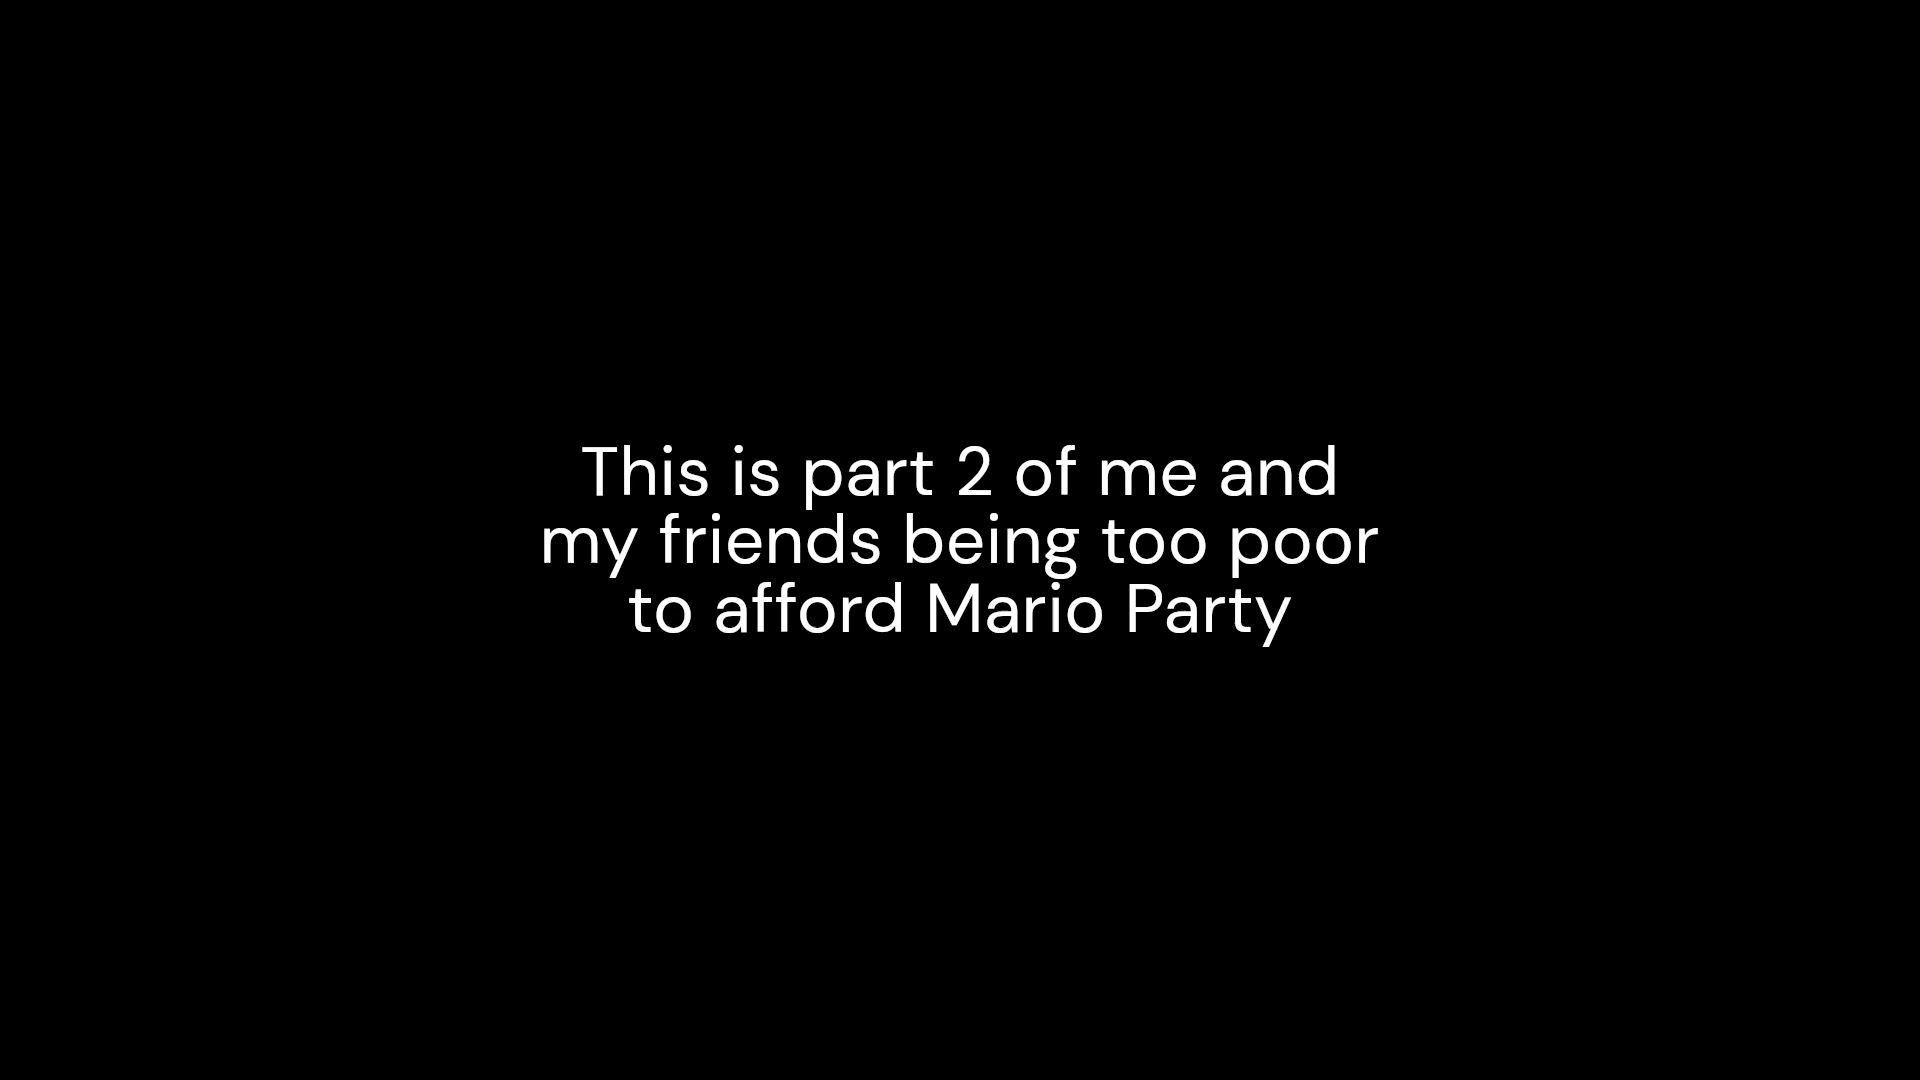 This is part 2 of me and
my friends being too poor
to afford Mario Party